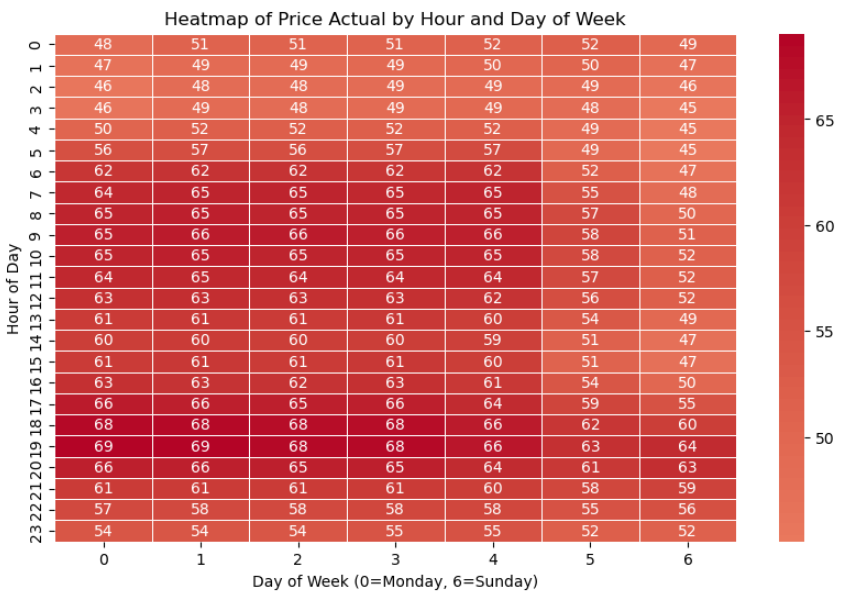 Heatmap of Price Actual by Hour and Day of Week
Hour of Day
0 48 51 51 51 52 52 49
1 47 49 49 49 50 50 47
2 46 48 48 49 49 49 46
3 46 49 48 49 49 48 45
4 50 52 52 52 52 49 45
5 56 57 56 57 57 49 45
6 62 62 62 62 62 52 47
7 64 65 65 65 65 55 48
8 65 65 65 65 65 57 50
9 65 66 66 66 66 58 51
10 65 65 65 65 65 58 52
11 64 65 64 64 64 57 52
12 63 63 63 63 62 56 52
13 61 61 61 61 60 54 49
14 60 60 60 60 59 51 47
15 61 61 61 61 60 51 47
16 63 63 62 63 61 54 50
17 66 66 65 66 64 59 55
18 68 68 68 68 66 62 60
19 69 69 68 68 66 63 64
20 66 66 65 65 64 61 63
21 61 61 61 61 60 58 59
22 57 58 58 58 58 55 56
23 54 54 54 55 55 52 52
0 1 2 3 4 5 6
Day of Week (0=Monday, 6=Sunday)
65
60
55
50